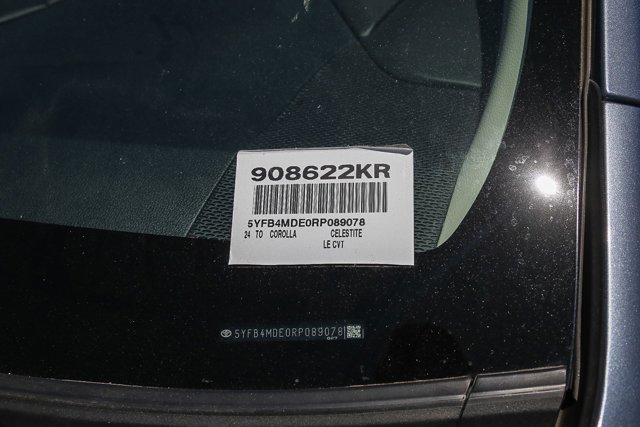 908622KR
5YFB4MDE0RP089078
24 TO COROLLA CELESTITE
LE CVT
5YFB4MDE0RP089078